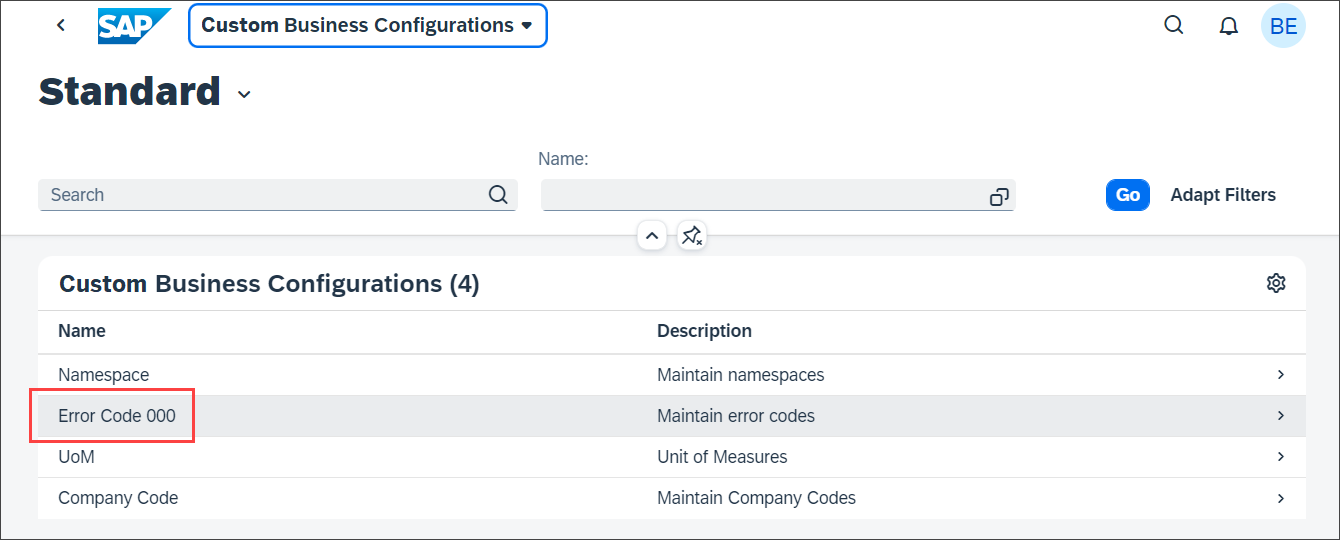 SAP Custom Business Configurations BE
Standard
Name:
Search Go Adapt Filters
Custom Business Configurations (4)
Name Description
Namespace Maintain namespaces
Error Code 000 Maintain error codes
UoM Unit of Measures
Company Code Maintain Company Codes